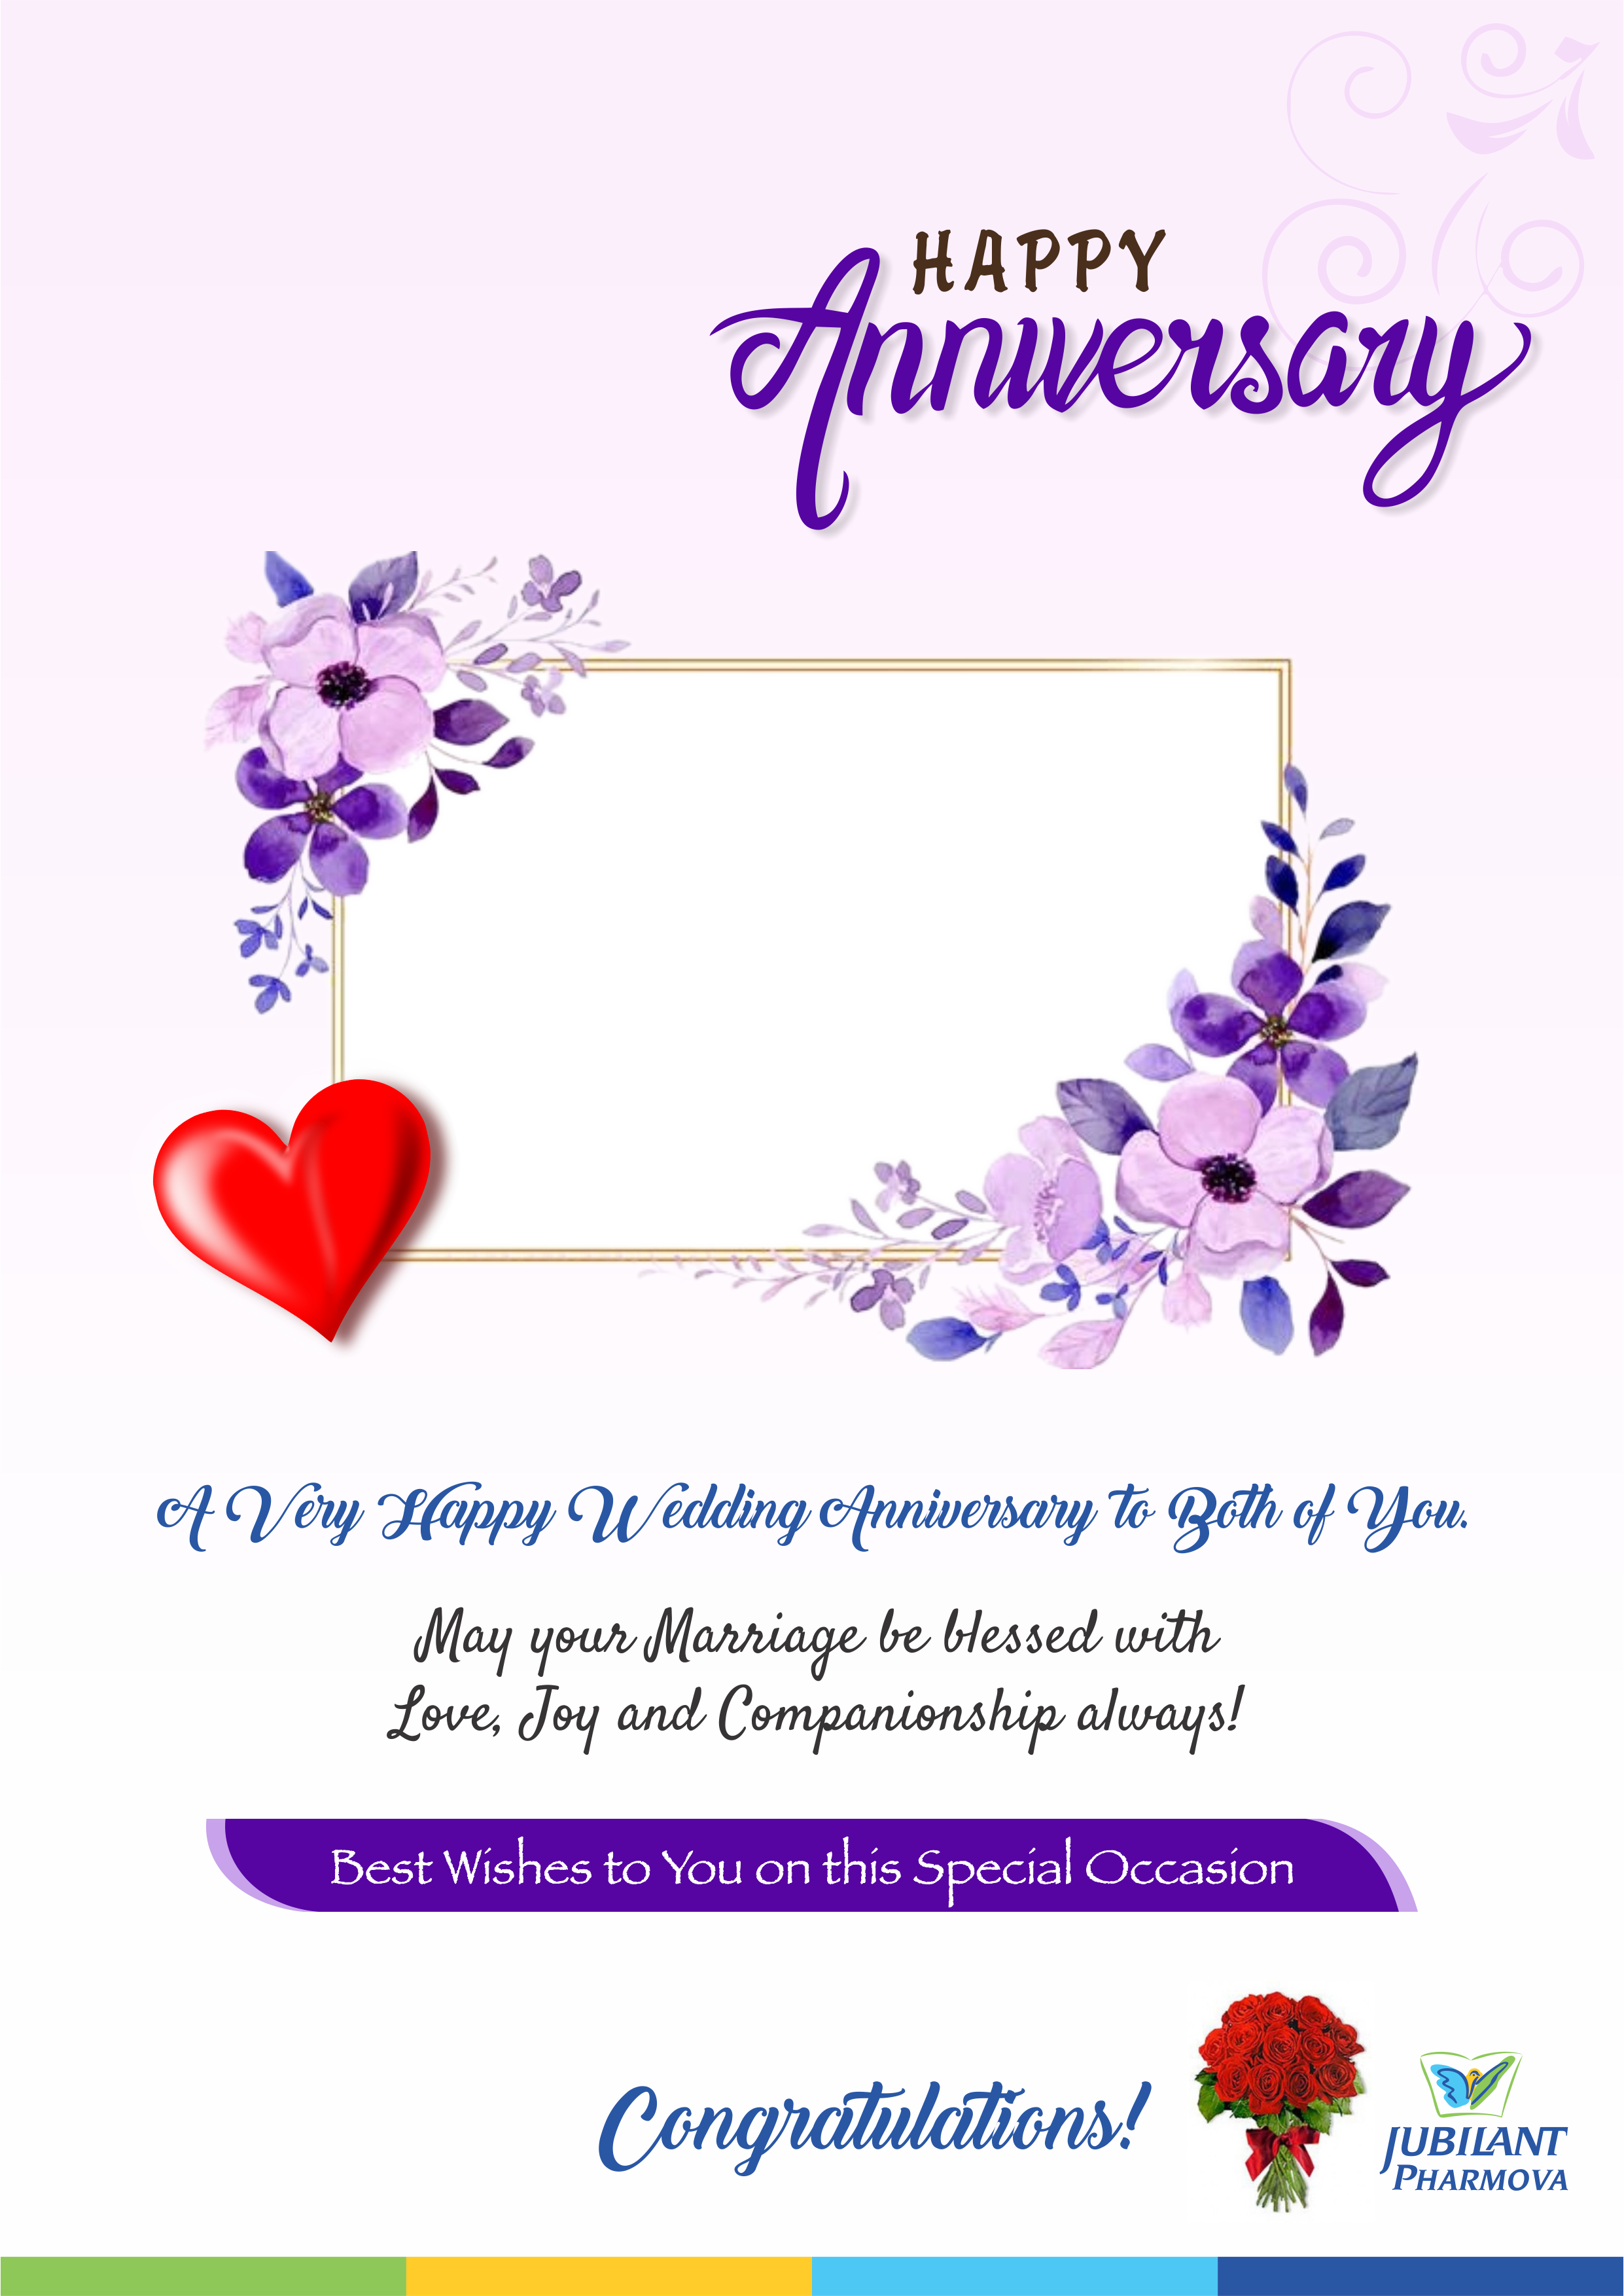 HAPPY
Anniversary
A Very Happy Wedding Anniversary to Both of You.
May your Marriage be blessed with
Love, Joy and Companionship always!
Best Wishes to You on this Special Occasion
Congratulations!
JUBILANT
PHARMOVA